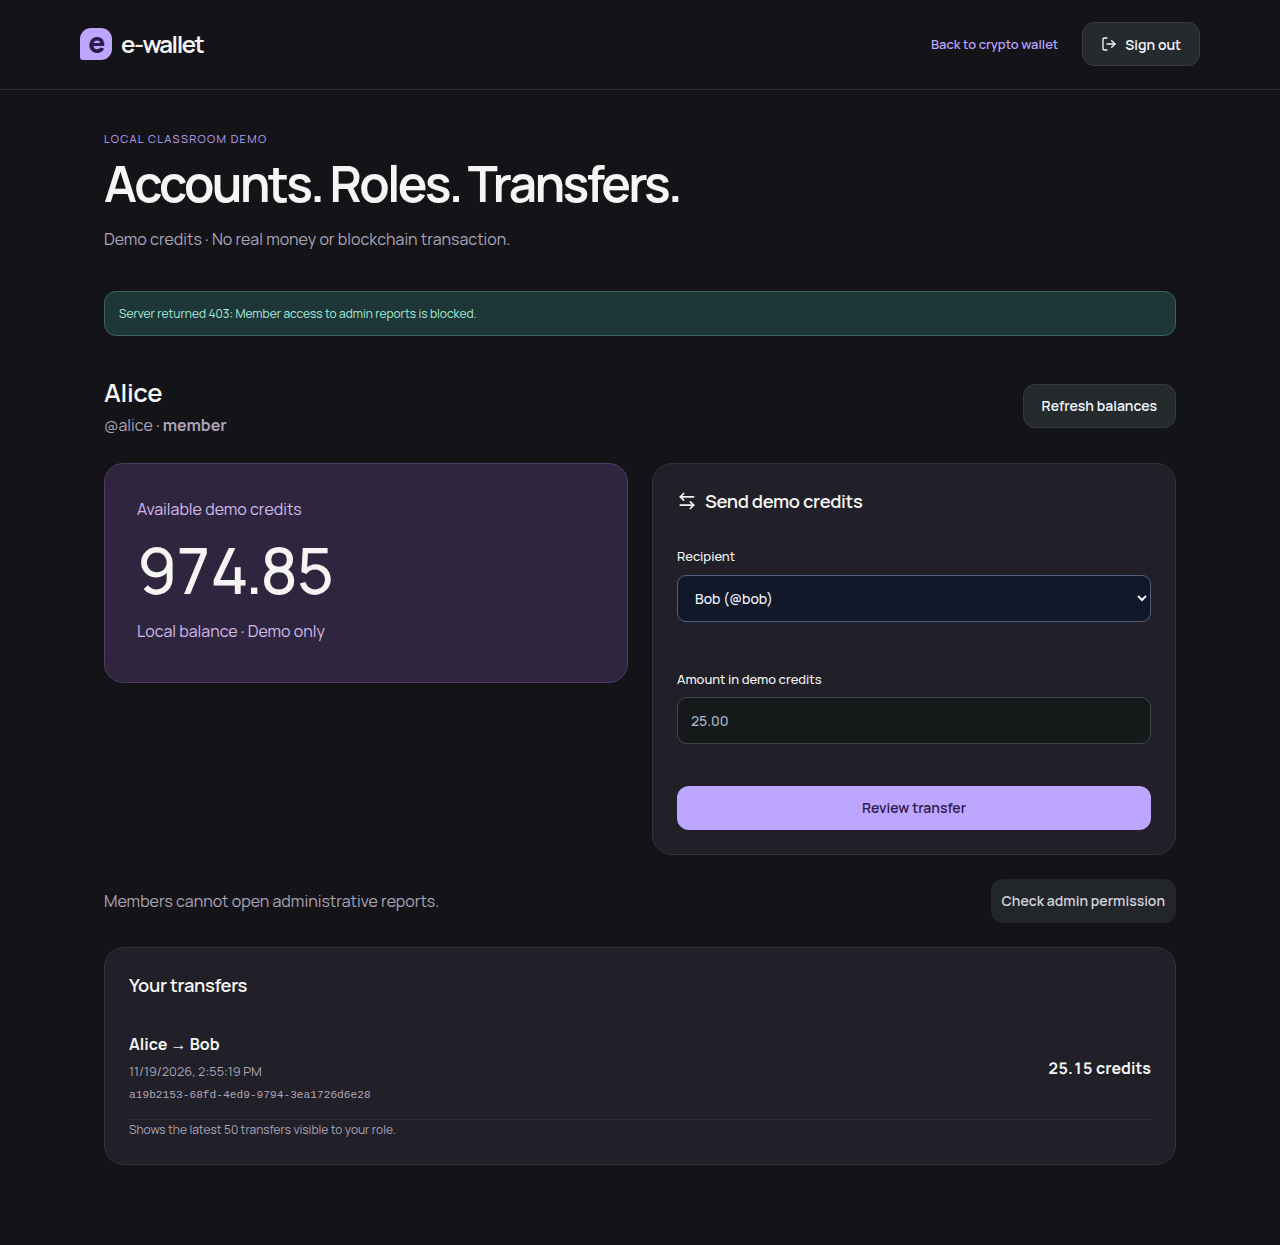 e e-wallet
Back to crypto wallet
Sign out
LOCAL CLASSROOM DEMO
Accounts. Roles. Transfers.
Demo credits · No real money or blockchain transaction.
Server returned 403: Member access to admin reports is blocked.
Alice
@alice · member
Refresh balances
Available demo credits
974.85
Local balance · Demo only
Send demo credits
Recipient
Bob (@bob)
Amount in demo credits
25.00
Review transfer
Members cannot open administrative reports.
Check admin permission
Your transfers
Alice → Bob
11/19/2026, 2:55:19 PM
a19b2153-68fd-4ed9-9794-3ea1726d6e28
25.15 credits
Shows the latest 50 transfers visible to your role.